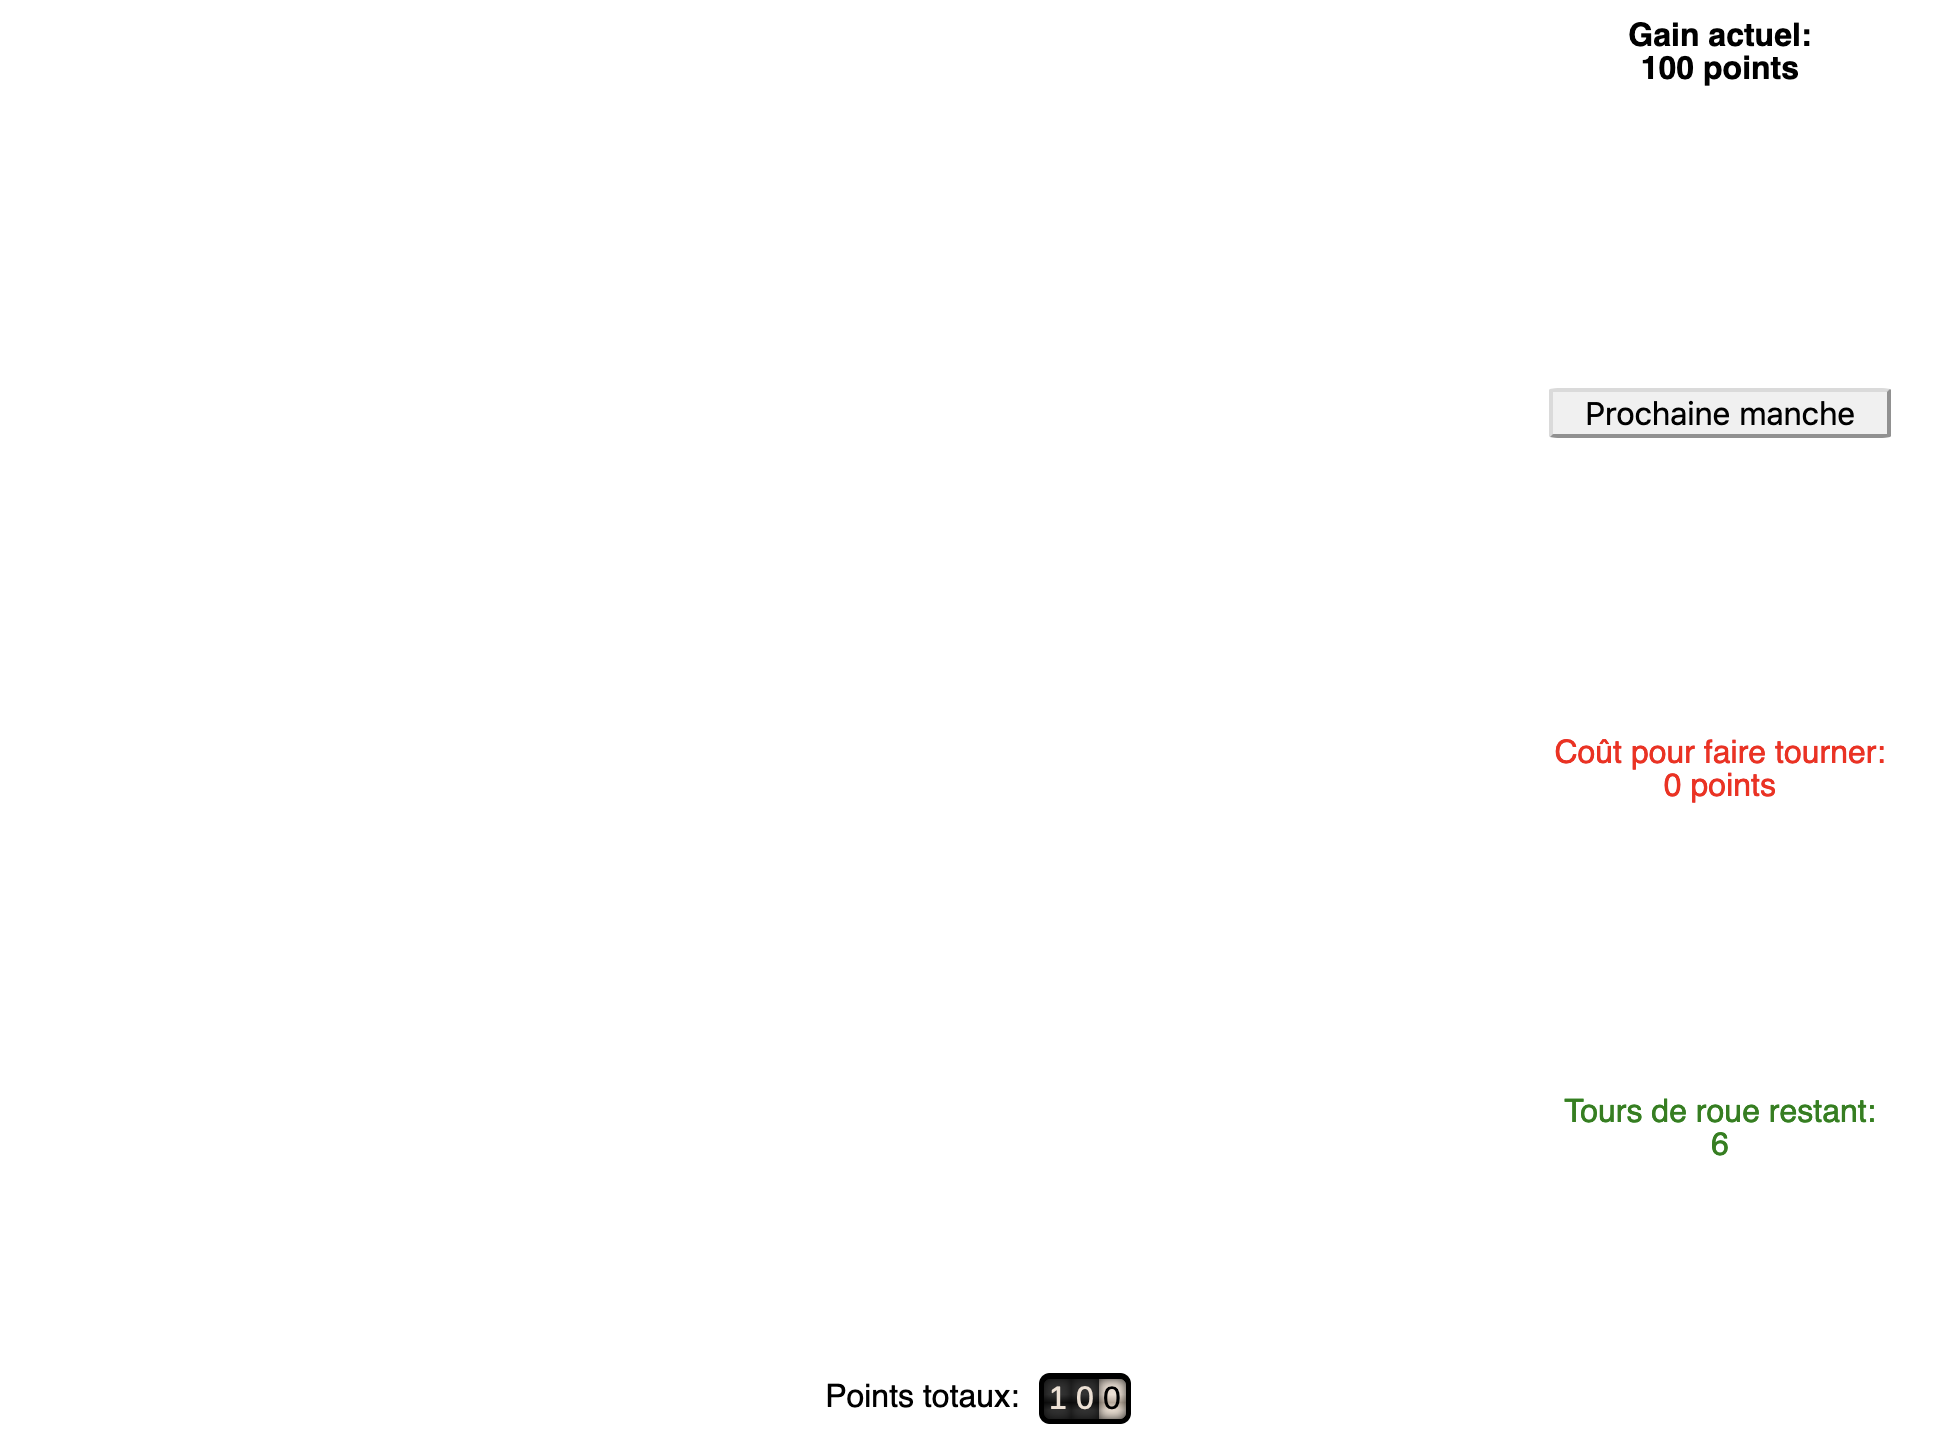 Gain actuel:
100 points
Prochaine manche
Coût pour faire tourner:
0 points
Tours de roue restant:
6
Points totaux: 100